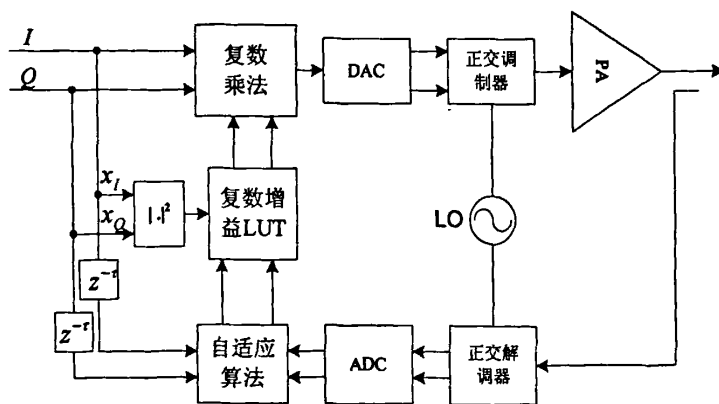 I
Q
复数
乘法
DAC
正交调
制器
PA
x_I
x_Q
|.|²
复数增
益LUT
LO
z^{-τ}
z^{-τ}
自适应
算法
ADC
正交解
调器